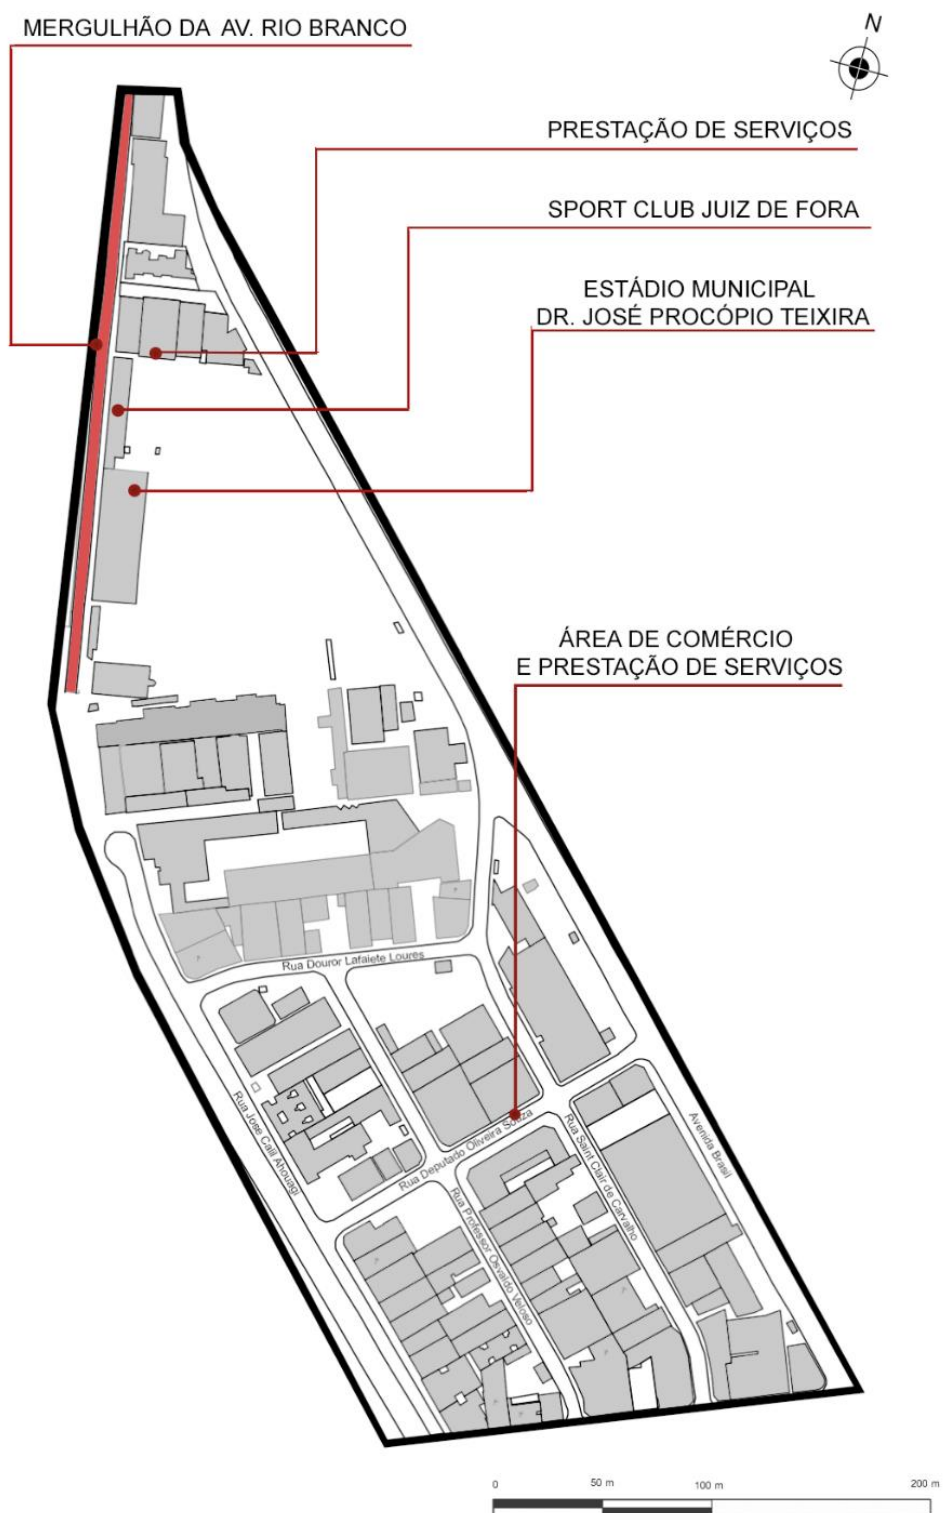 MERGULHÃO DA AV. RIO BRANCO
N
PRESTAÇÃO DE SERVIÇOS
SPORT CLUB JUIZ DE FORA
ESTÁDIO MUNICIPAL
DR. JOSÉ PROCÓPIO TEIXIRA
ÁREA DE COMÉRCIO
E PRESTAÇÃO DE SERVIÇOS
Rua Douror Lafaiete Loures
Rua Jose Calil Ahouagi
Rua Deputado Oliveira Souza
Rua Saint Clair de Carvalho
Avenida Brasil
Rua Professor Osvaldo Veloso
0 50 m 100 m 200 m